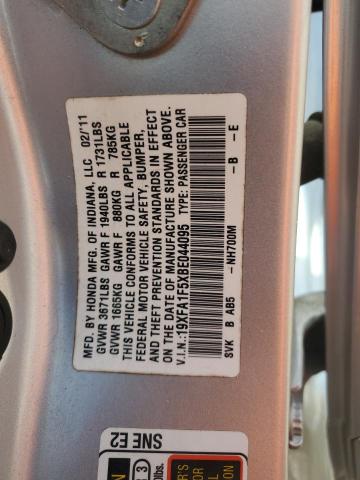 MFD. BY HONDA MFG. OF INDIANA, LLC 02/'11
GVWR 3671LBS GAWR F 1940LBS R 1731LBS
GVWR 1665KG GAWR F 880KG R 785KG
THIS VEHICLE CONFORMS TO ALL APPLICABLE
FEDERAL MOTOR VEHICLE SAFETY, BUMPER,
AND THEFT PREVENTION STANDARDS IN EFFECT
ON THE DATE OF MANUFACTURE SHOWN ABOVE.
V.I.N.:19XFA1F5XBE044095 TYPE: PASSENGER CAR
-NH700M -B -E
SVK B AB5
SNE E2
3
lbs.